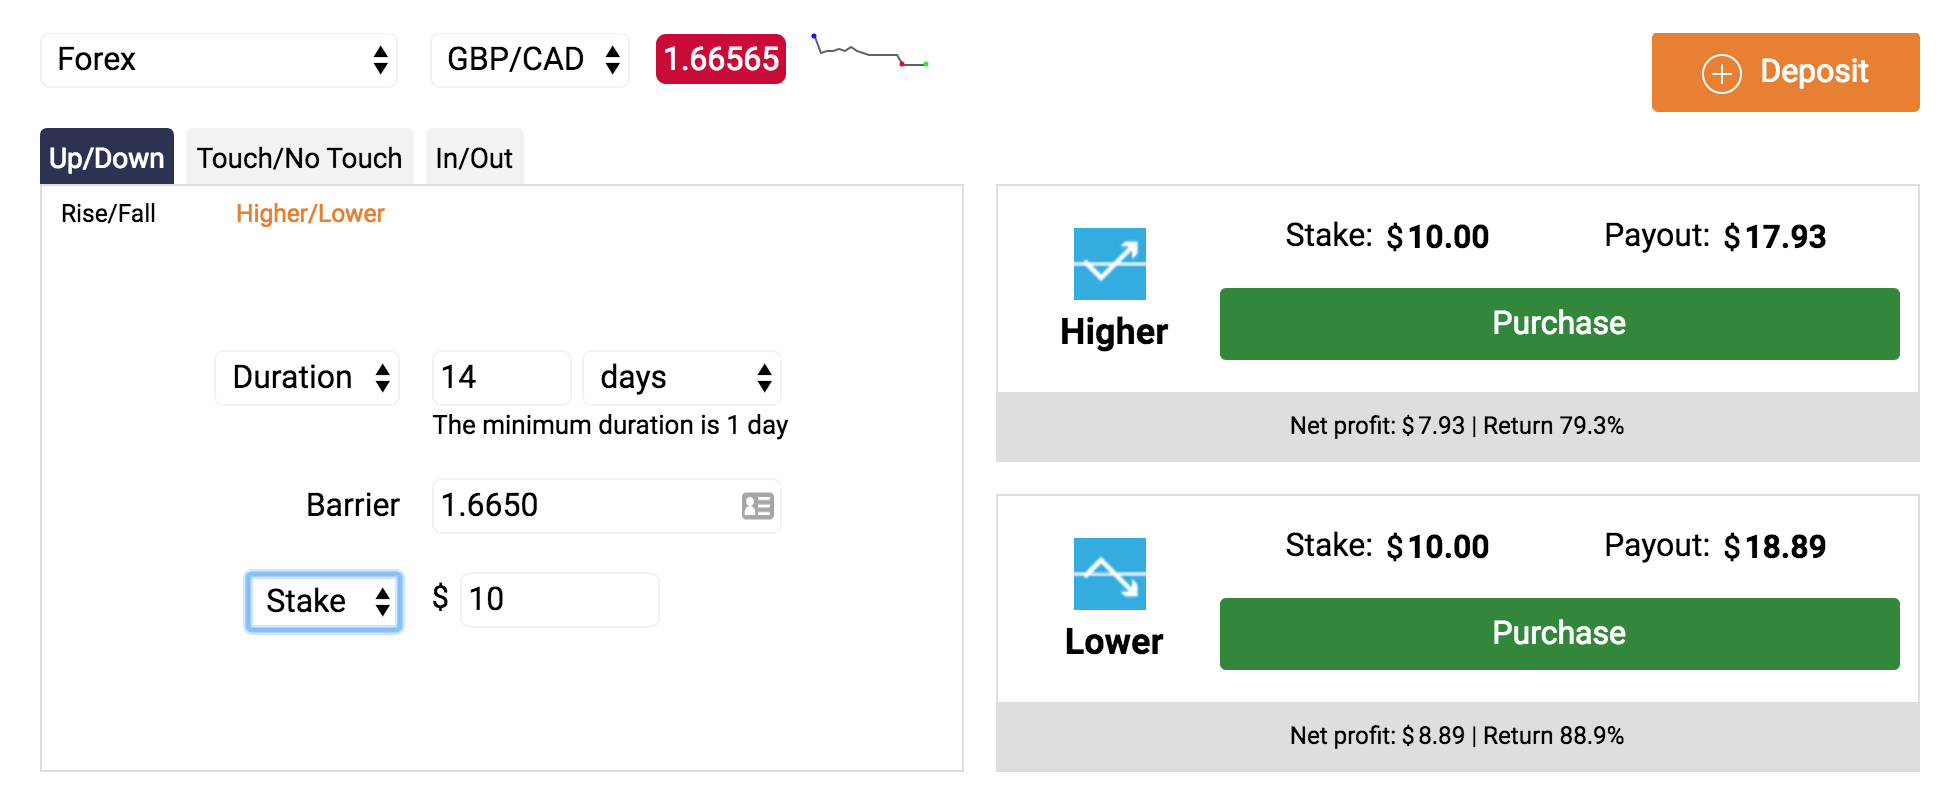 Forex
GBP/CAD
1.66565
Deposit
Up/Down
Touch/No Touch
In/Out
Rise/Fall
Higher/Lower
Duration
14
days
The minimum duration is 1 day
Barrier
1.6650
Stake
$
10
Higher
Stake: $10.00
Payout: $17.93
Purchase
Net profit: $7.93 | Return 79.3%
Lower
Stake: $10.00
Payout: $18.89
Purchase
Net profit: $8.89 | Return 88.9%